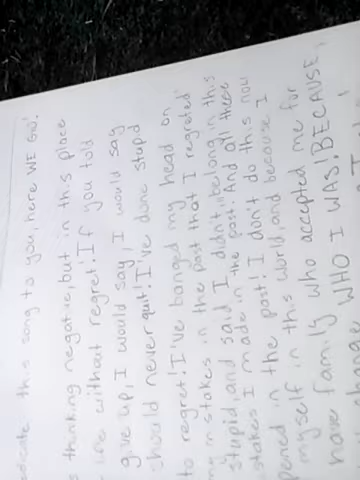 this song to you, here WE GO!
thinking negative, but in this place
life without regret! If you told
give up, I would say, I would say
should never quit! I've done stupid
to regret! I've banged my head on
my mistakes in the past that I regreted
stupid, and said I didn't belong in this
stakes I made in the past! And all these
pened in the past! I don't do this now
myself in this world, and because I
have family who accepted me for
WHO I WAS! BECAUSE,
change